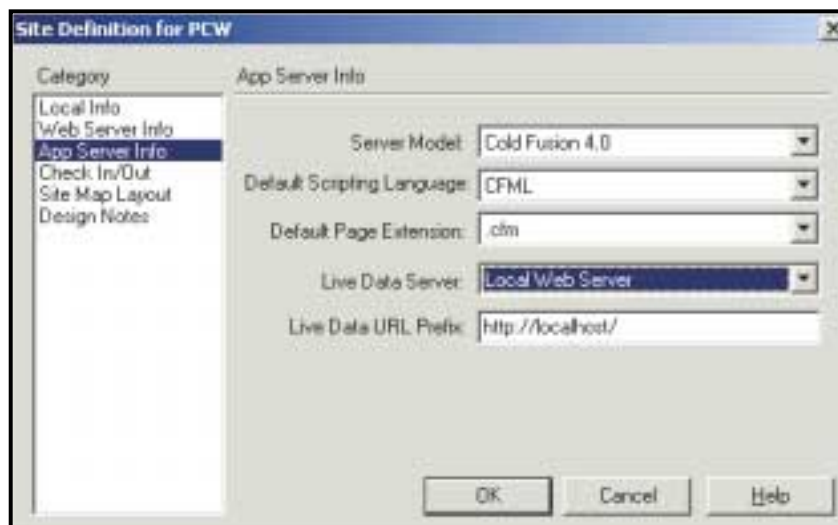 Site Definition for PCW
Category
App Server Info
Local Info
Web Server Info
App Server Info
Check In/Out
Site Map Layout
Design Notes
Server Model: Cold Fusion 4.0
Default Scripting Language: CFML
Default Page Extension: .cfm
Live Data Server: Local Web Server
Live Data URL Prefix: http://localhost/
OK Cancel Help